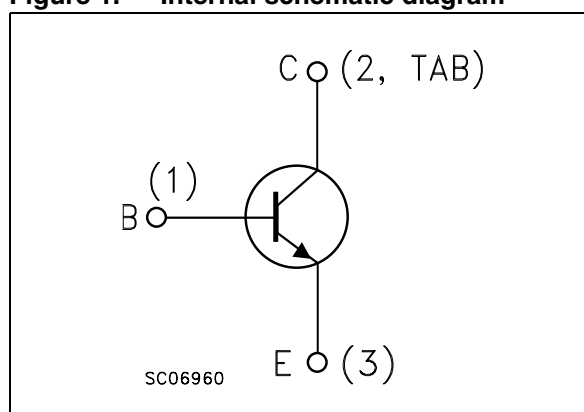 Figure 1. Internal schematic diagram
C (2, TAB)
(1)
B
E (3)
SC06960